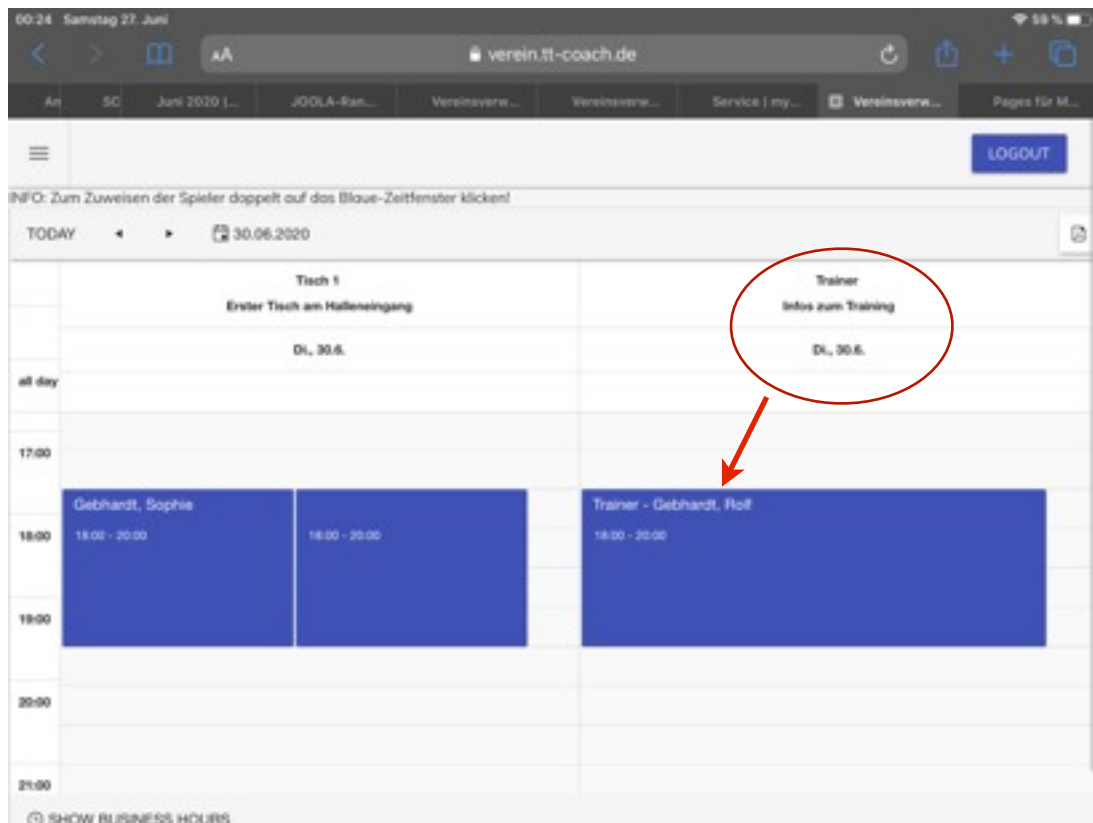 00:24 Samstag 27. Juni 59 %
AA verein.tt-coach.de
An SC Juni 2020 |... JOOLA-Ran... Vereinsverw... Vereinsverw... Service | my... Vereinsverw... Pages für M...
LOGOUT
INFO: Zum Zuweisen der Spieler doppelt auf das Blaue-Zeitfenster klicken!
TODAY 30.06.2020
Tisch 1 Trainer
Erster Tisch am Halleneingang Infos zum Training
Di., 30.6. Di., 30.6.
all day
17:00
Gebhardt, Sophie Trainer - Gebhardt, Rolf
18:00 18:00 - 20:00 18:00 - 20:00 18:00 - 20:00
19:00
20:00
21:00
SHOW BUSINESS HOURS